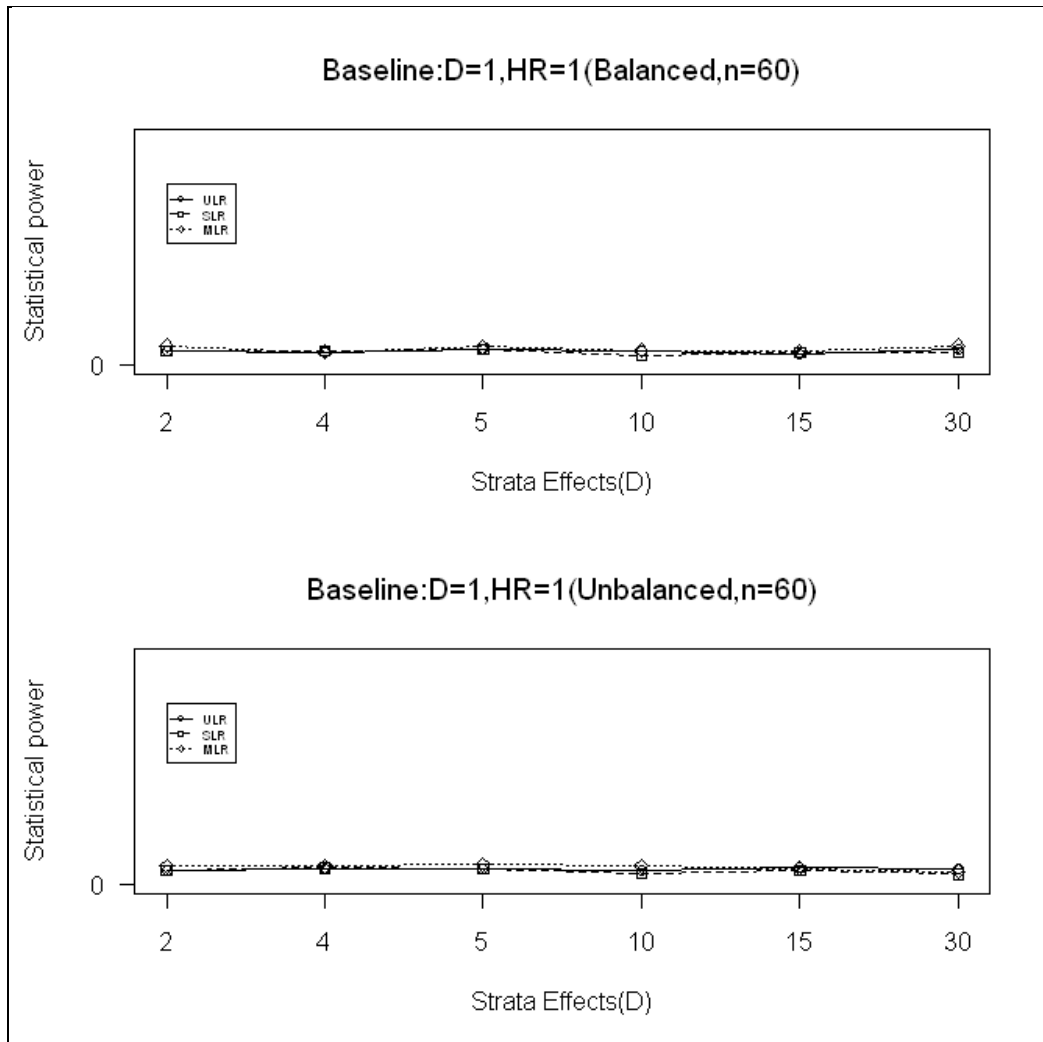 Baseline:D=1,HR=1(Balanced,n=60)
Statistical power
ULR
SLR
MLR
0
2 4 5 10 15 30
Strata Effects(D)
Baseline:D=1,HR=1(Unbalanced,n=60)
Statistical power
ULR
SLR
MLR
0
2 4 5 10 15 30
Strata Effects(D)